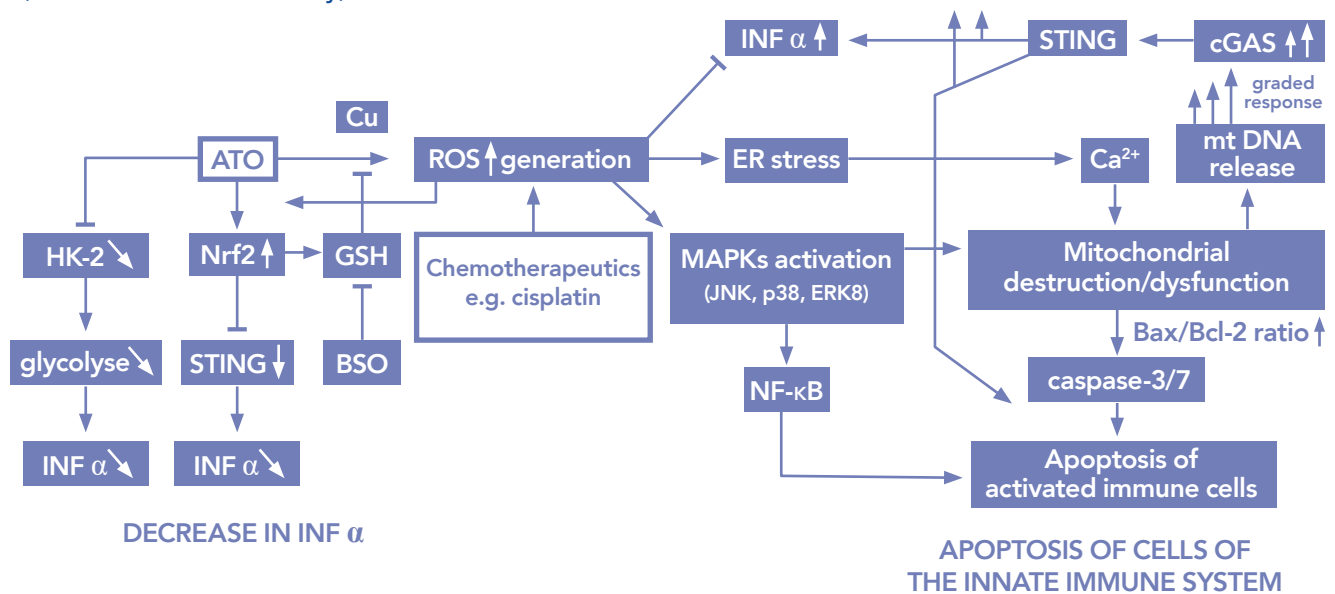 INF α
STING
cGAS
graded
response
Cu
ATO
ROS generation
ER stress
Ca²⁺
mt DNA
release
HK-2
Nrf2
GSH
Chemotherapeutics
e.g. cisplatin
MAPKs activation
(JNK, p38, ERK8)
Mitochondrial
destruction/dysfunction
Bax/Bcl-2 ratio
glycolyse
STING
BSO
NF-κB
caspase-3/7
INF α
INF α
Apoptosis of
activated immune cells
DECREASE IN INF α
APOPTOSIS OF CELLS OF
THE INNATE IMMUNE SYSTEM